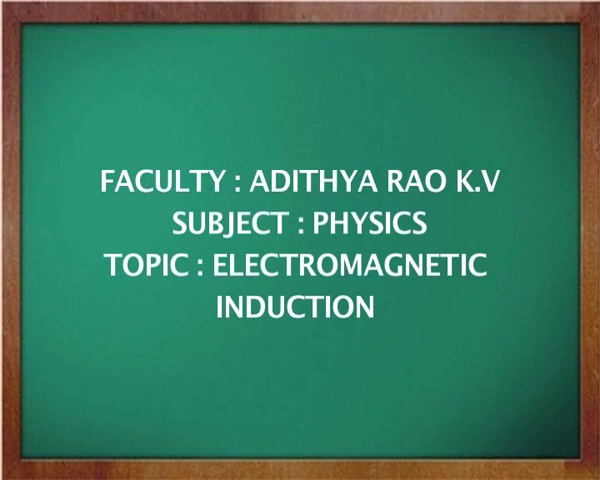 FACULTY : ADITHYA RAO K.V
SUBJECT : PHYSICS
TOPIC : ELECTROMAGNETIC
INDUCTION